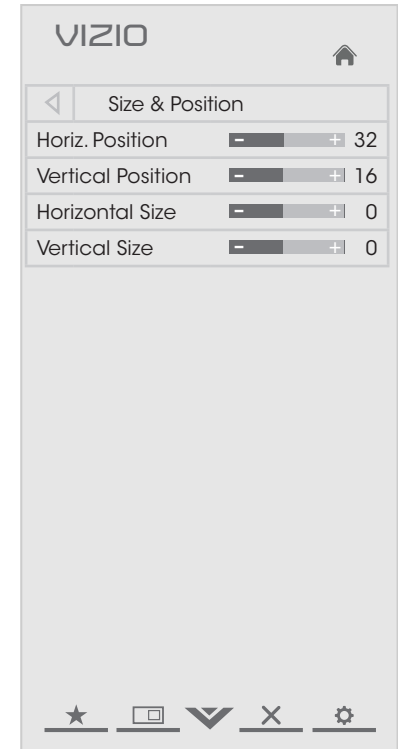 VIZIO
Size & Position
Horiz. Position - + 32
Vertical Position - + 16
Horizontal Size - + 0
Vertical Size - + 0